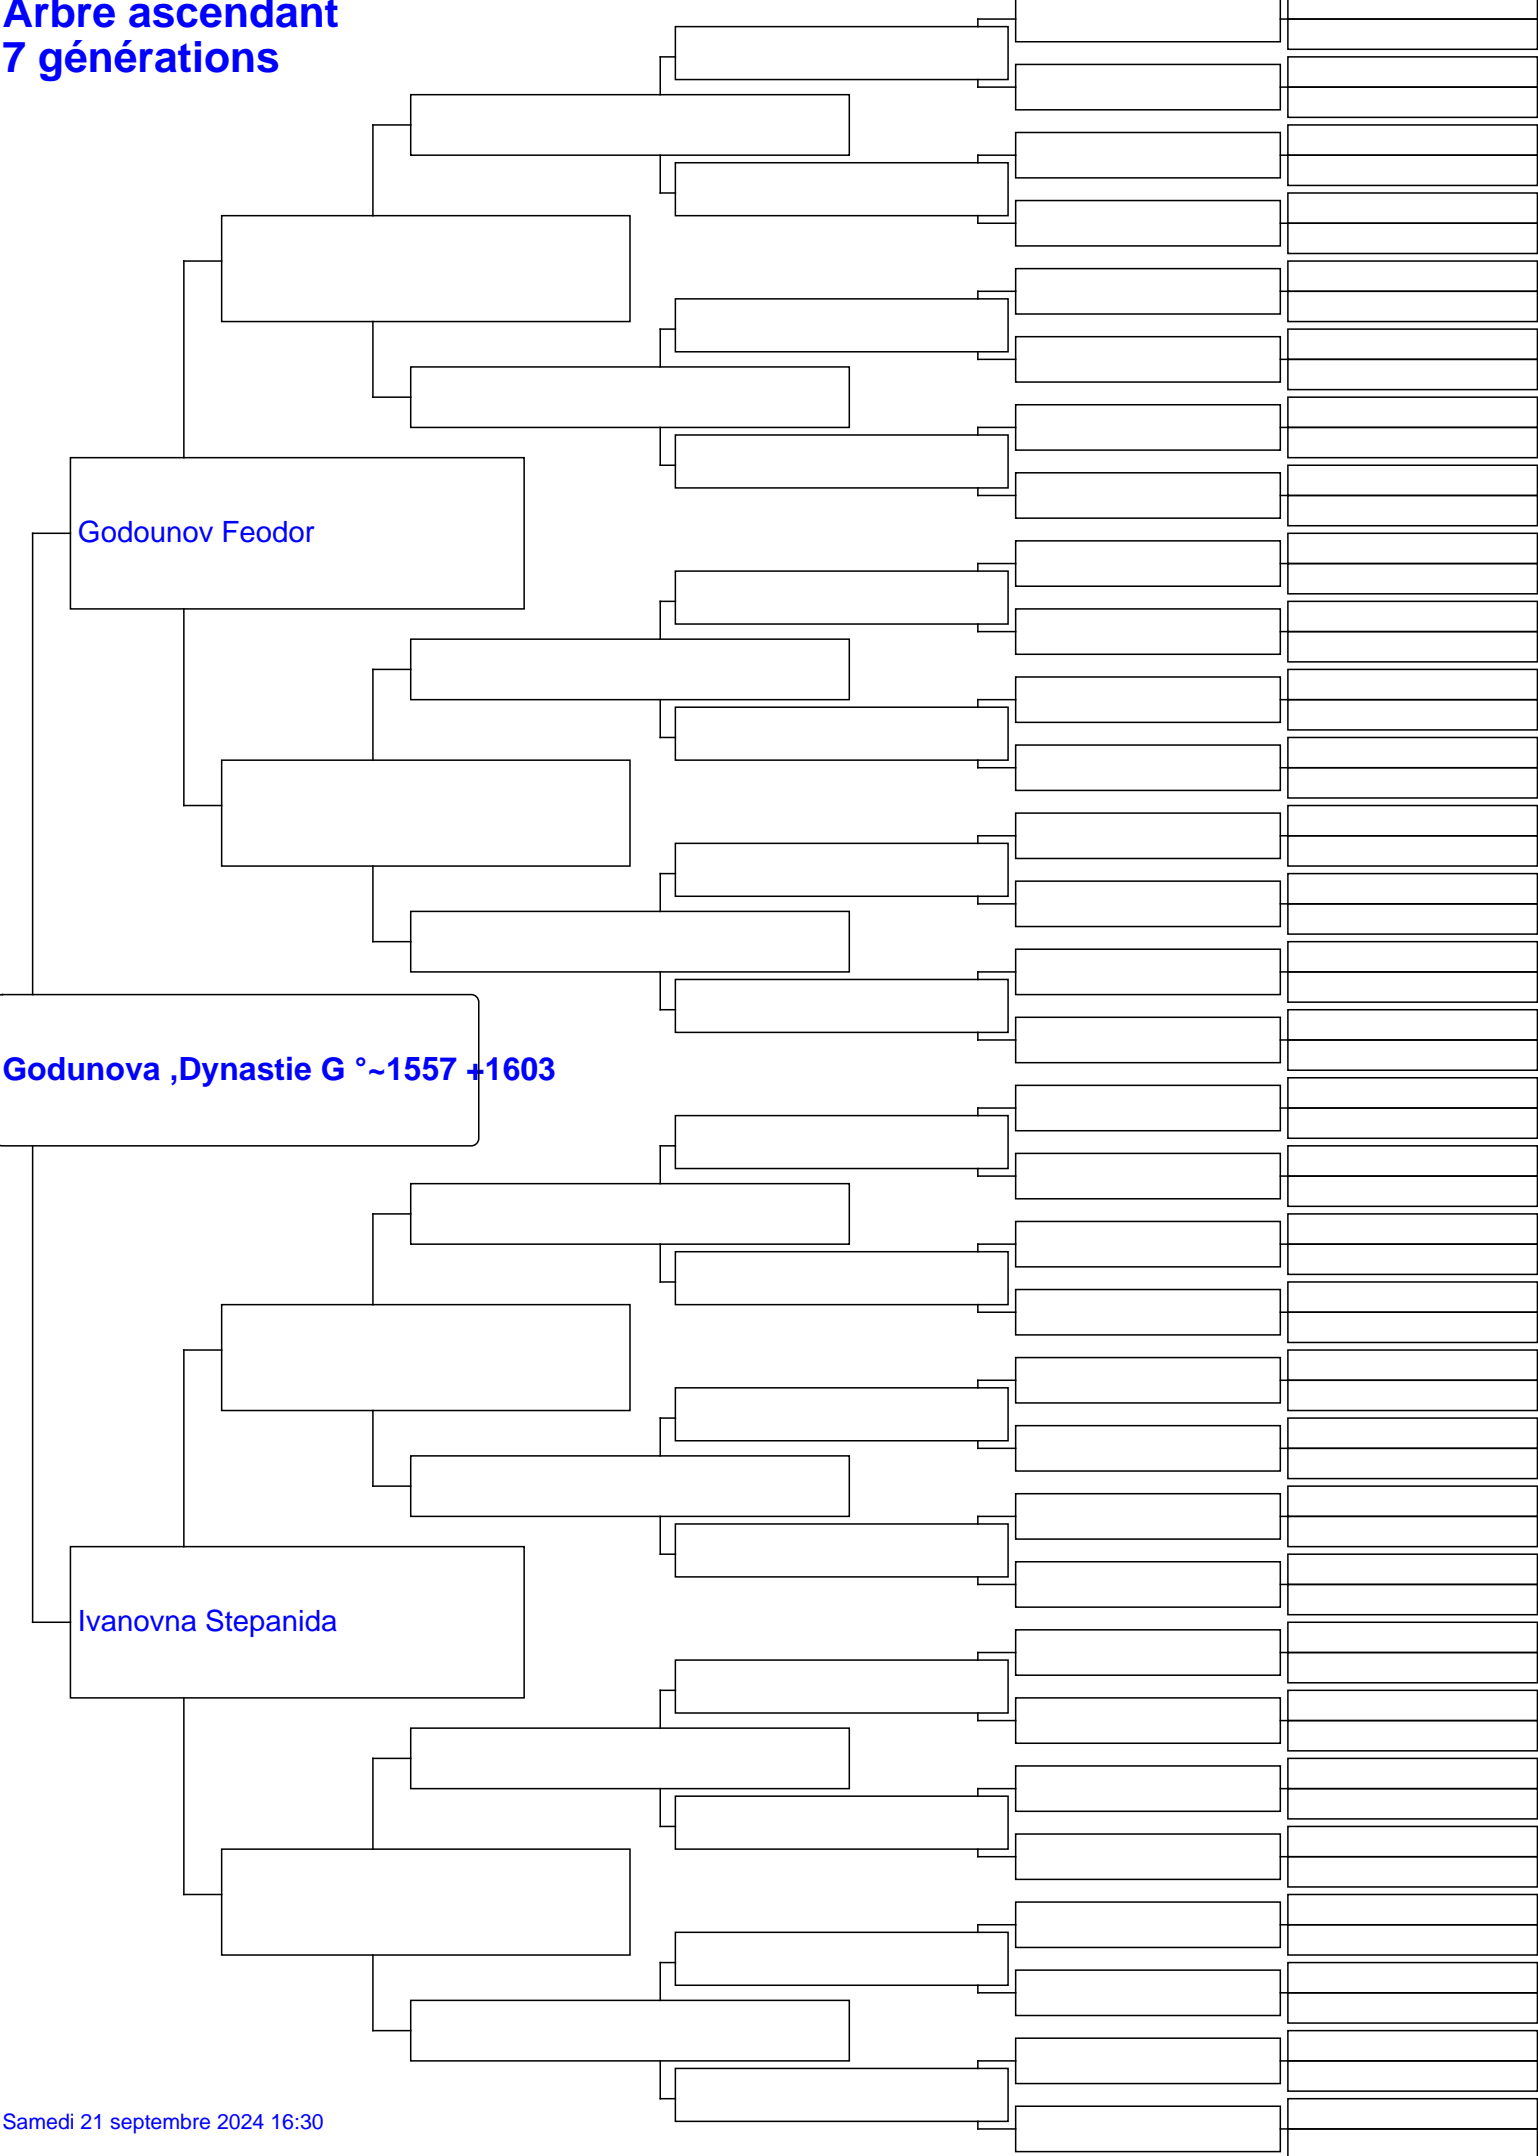 Arbre ascendant
7 générations
Godounov Feodor
Godunova ,Dynastie G °~1557 +1603
Ivanovna Stepanida
Samedi 21 septembre 2024 16:30